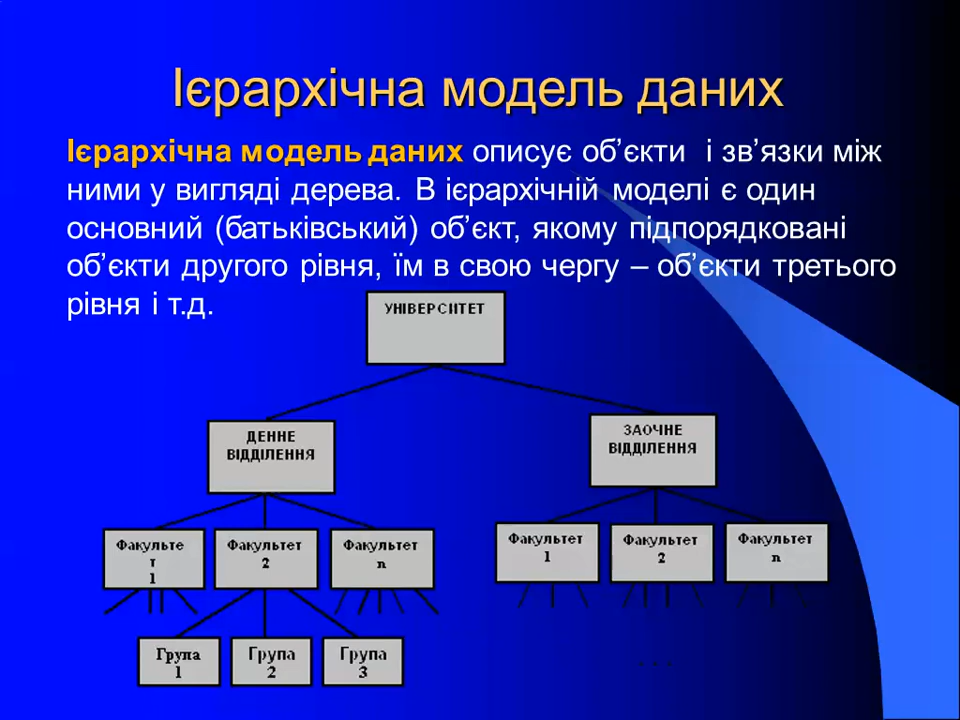 Ієрархічна модель даних
Ієрархічна модель даних описує об’єкти і зв’язки між
ними у вигляді дерева. В ієрархічній моделі є один
основний (батьківський) об’єкт, якому підпорядковані
об’єкти другого рівня, їм в свою чергу – об’єкти третього
рівня і т.д.
УНІВЕРСИТЕТ
ДЕННЕ
ВІДДІЛЕННЯ
ЗАОЧНЕ
ВІДДІЛЕННЯ
Факульте
т
1
Факультет
2
Факультет
n
Факультет
1
Факультет
2
Факультет
n
Група
1
Група
2
Група
3
. . .